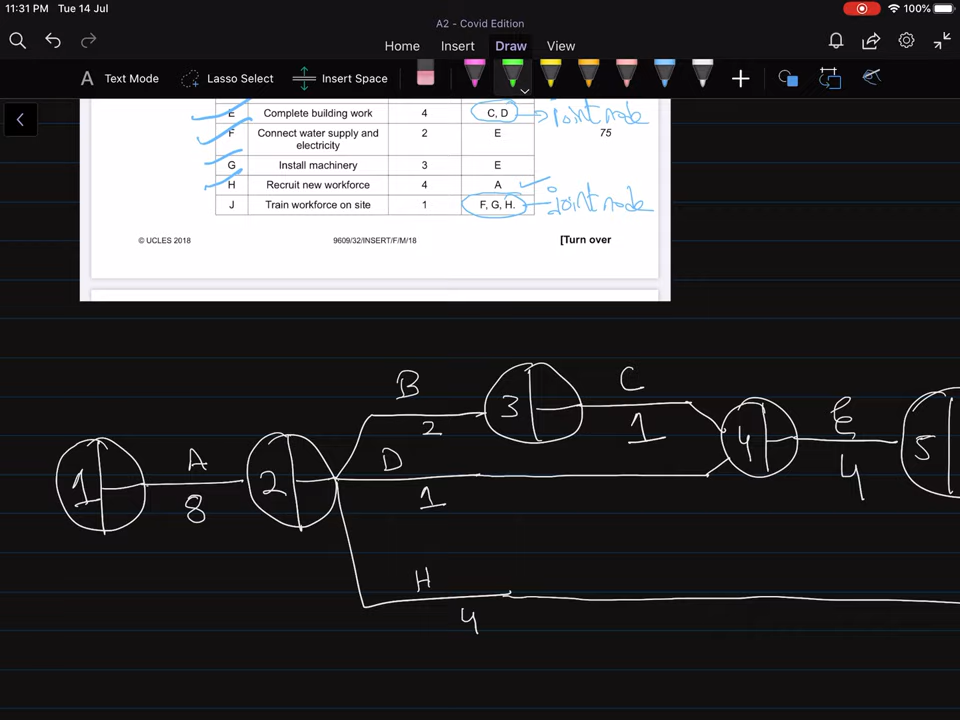 11:31 PM Tue 14 Jul
90%
A2 - Covid Edition
Home Insert Draw View
Text Mode Lasso Select Insert Space
E Complete building work 4 C, D joint node
F Connect water supply and electricity 2 E 75
G Install machinery 3 E
H Recruit new workforce 4 A
J Train workforce on site 1 F, G, H. joint node
© UCLES 2018 9609/32/INSERT/F/M/18 [Turn over
B 3 C
2 1
1 A 2 D 4 E 5
8 1 4
H
4